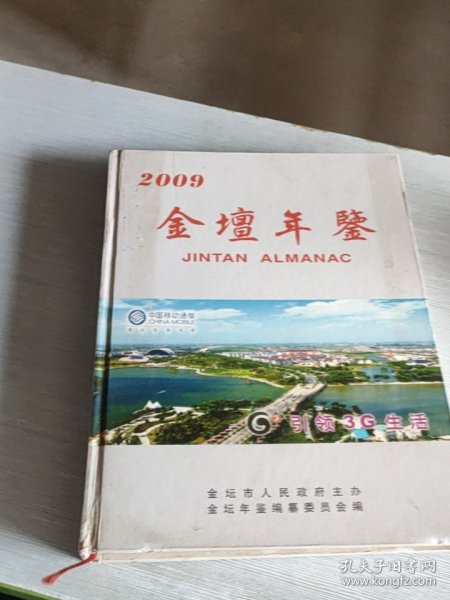 2009
金壇年鑒
JINTAN ALMANAC
中国移动通信
CHINA MOBILE
引领3G生活
金坛市人民政府主办
金坛年鉴编纂委员会编
孔夫子旧书网
www.kongfz.com